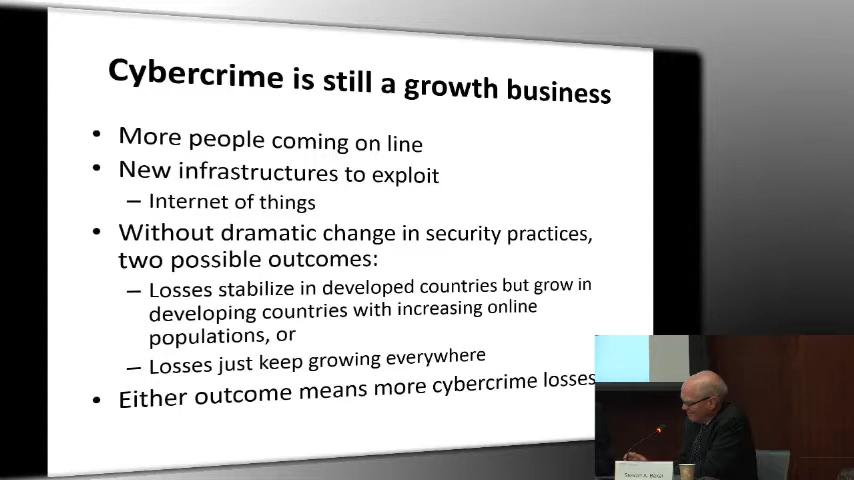 Cybercrime is still a growth business
• More people coming on line
• New infrastructures to exploit
– Internet of things
• Without dramatic change in security practices,
two possible outcomes:
– Losses stabilize in developed countries but grow in
developing countries with increasing online
populations, or
– Losses just keep growing everywhere
• Either outcome means more cybercrime losses
Stewart A. Baker